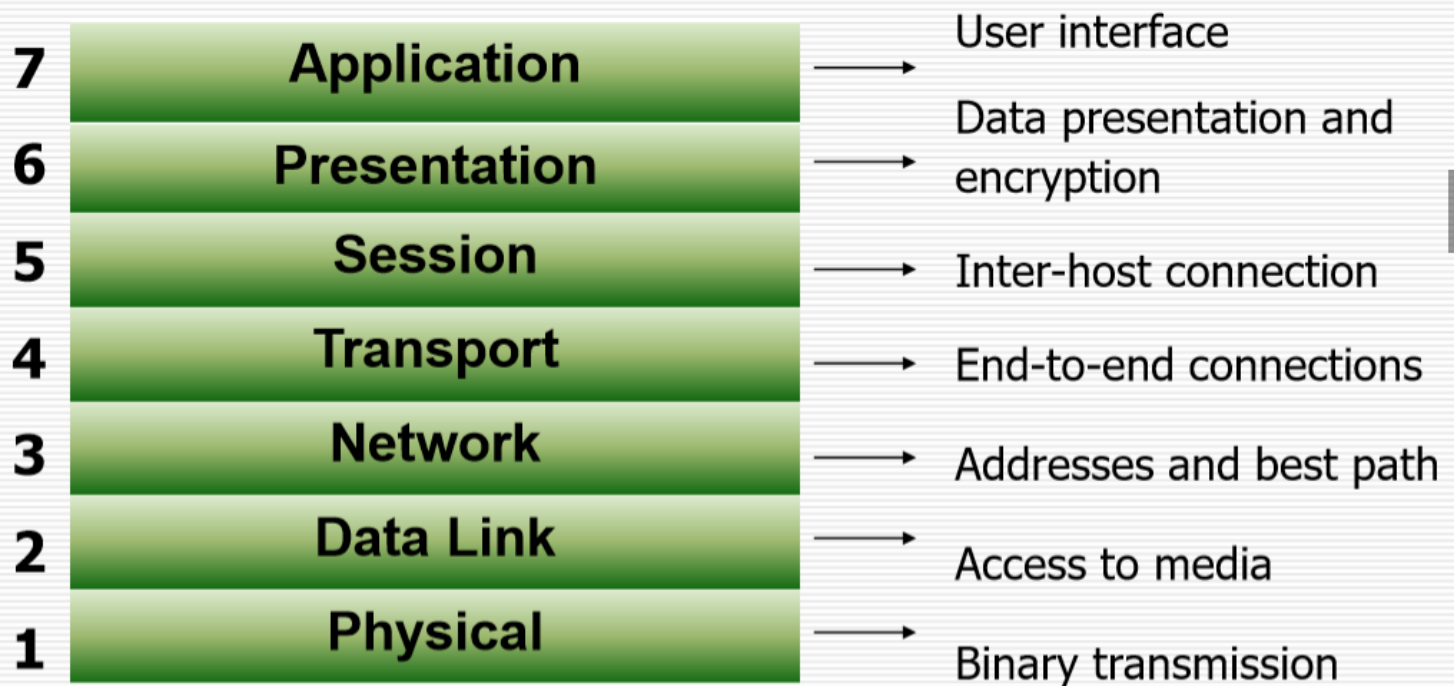 7 Application User interface
6 Presentation Data presentation and
encryption
5 Session Inter-host connection
4 Transport End-to-end connections
3 Network Addresses and best path
2 Data Link Access to media
1 Physical Binary transmission